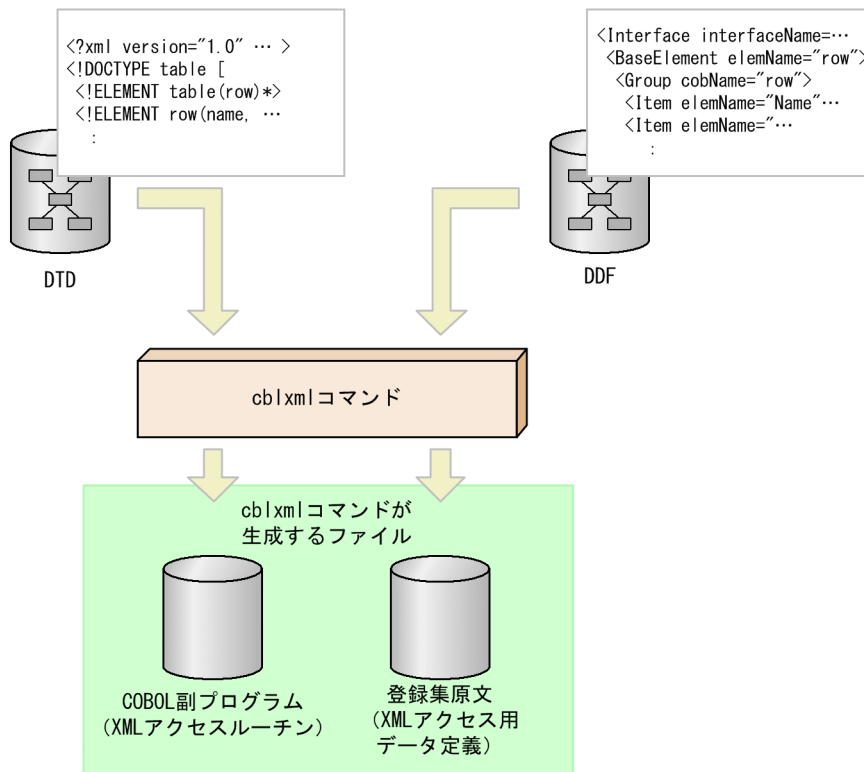 <?xml version="1.0" … >
<!DOCTYPE table [
<!ELEMENT table(row)*>
<!ELEMENT row(name, …
:
DTD
<Interface interfaceName=…
<BaseElement elemName="row">
<Group cobName="row">
<Item elemName="Name"…
<Item elemName="…
:
DDF
cblxmlコマンド
cblxmlコマンドが
生成するファイル
COBOL副プログラム
（XMLアクセスルーチン）
登録集原文
（XMLアクセス用
データ定義）